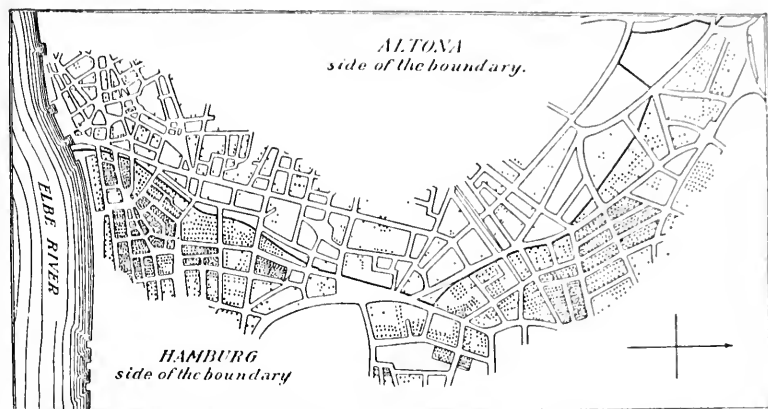 ALTONA
side of the boundary.
ELBE RIVER
HAMBURG
side of the boundary